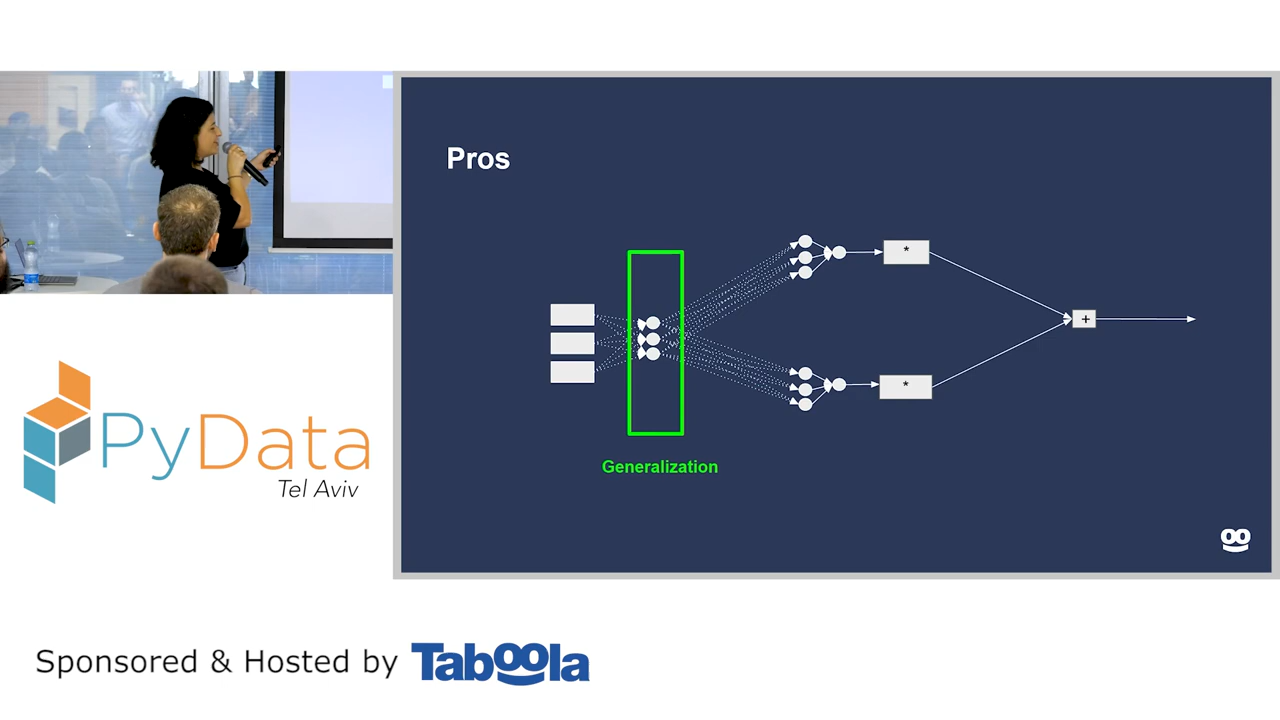 Pros
*
+
*
Generalization
PyData
Tel Aviv
Sponsored & Hosted by Taboola